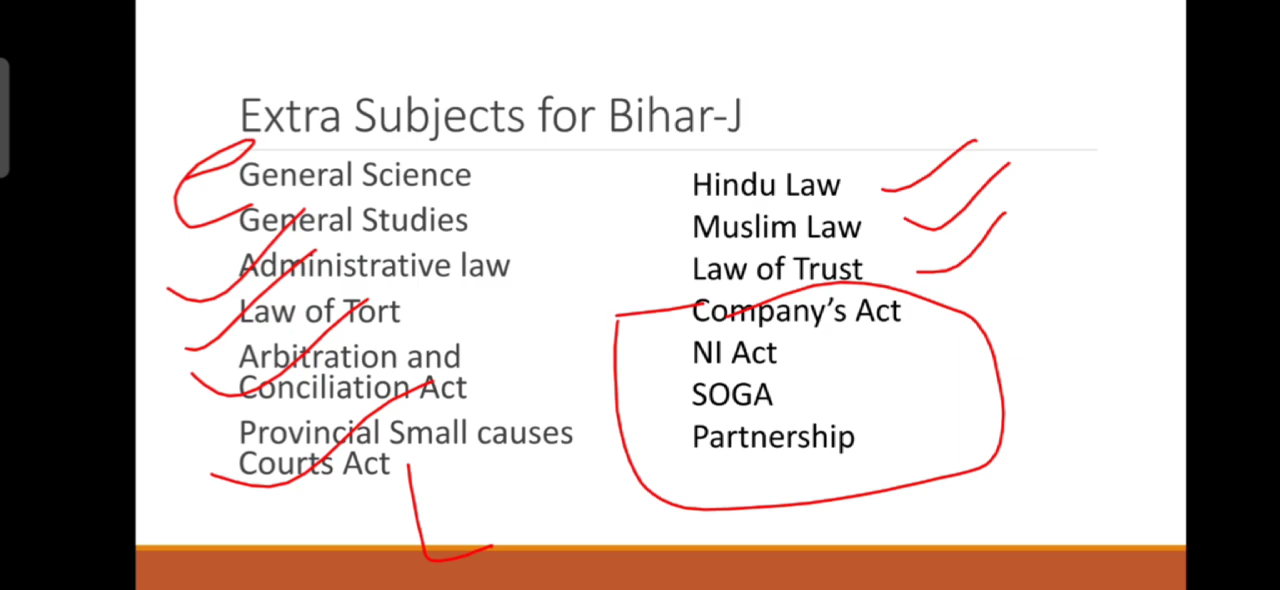 Extra Subjects for Bihar-J
General Science
General Studies
Administrative law
Law of Tort
Arbitration and
Conciliation Act
Provincial Small causes
Courts Act
Hindu Law
Muslim Law
Law of Trust
Company’s Act
NI Act
SOGA
Partnership